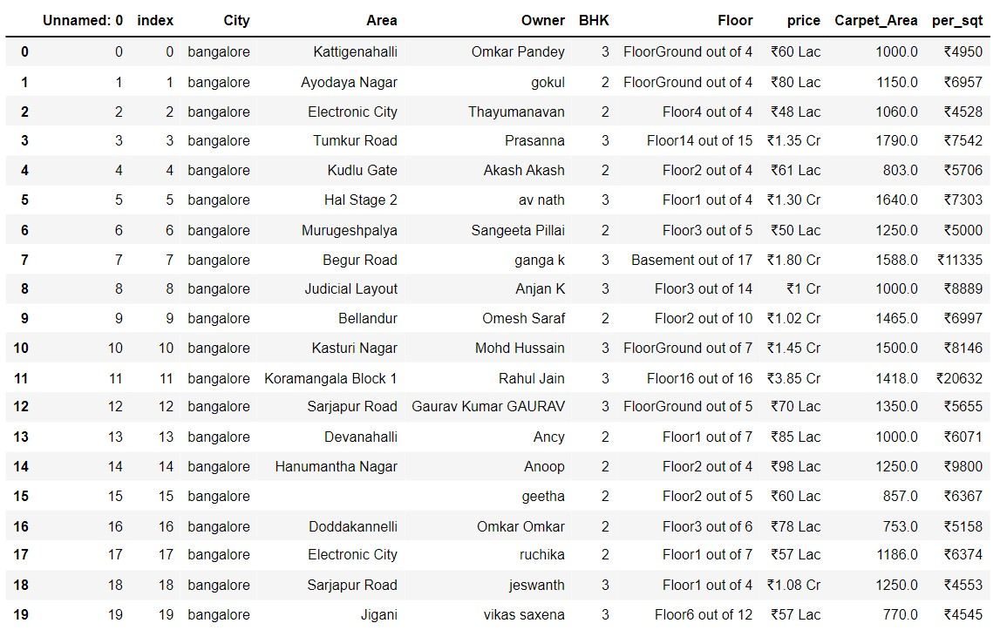 Unnamed: 0 index City Area Owner BHK Floor price Carpet_Area per_sqt
0 0 0 bangalore Kattigenahalli Omkar Pandey 3 FloorGround out of 4 ₹60 Lac 1000.0 ₹4950
1 1 1 bangalore Ayodaya Nagar gokul 2 FloorGround out of 4 ₹80 Lac 1150.0 ₹6957
2 2 2 bangalore Electronic City Thayumanavan 2 Floor4 out of 4 ₹48 Lac 1060.0 ₹4528
3 3 3 bangalore Tumkur Road Prasanna 3 Floor14 out of 15 ₹1.35 Cr 1790.0 ₹7542
4 4 4 bangalore Kudlu Gate Akash Akash 2 Floor2 out of 4 ₹61 Lac 803.0 ₹5706
5 5 5 bangalore Hal Stage 2 av nath 3 Floor1 out of 4 ₹1.30 Cr 1640.0 ₹7303
6 6 6 bangalore Murugeshpalya Sangeeta Pillai 2 Floor3 out of 5 ₹50 Lac 1250.0 ₹5000
7 7 7 bangalore Begur Road ganga k 3 Basement out of 17 ₹1.80 Cr 1588.0 ₹11335
8 8 8 bangalore Judicial Layout Anjan K 3 Floor3 out of 14 ₹1 Cr 1000.0 ₹8889
9 9 9 bangalore Bellandur Omesh Saraf 2 Floor2 out of 10 ₹1.02 Cr 1465.0 ₹6997
10 10 10 bangalore Kasturi Nagar Mohd Hussain 3 FloorGround out of 7 ₹1.45 Cr 1500.0 ₹8146
11 11 11 bangalore Koramangala Block 1 Rahul Jain 3 Floor16 out of 16 ₹3.85 Cr 1418.0 ₹20632
12 12 12 bangalore Sarjapur Road Gaurav Kumar GAURAV 3 FloorGround out of 5 ₹70 Lac 1350.0 ₹5655
13 13 13 bangalore Devanahalli Ancy 2 Floor1 out of 7 ₹85 Lac 1000.0 ₹6071
14 14 14 bangalore Hanumantha Nagar Anoop 2 Floor2 out of 4 ₹98 Lac 1250.0 ₹9800
15 15 15 bangalore geetha 2 Floor2 out of 5 ₹60 Lac 857.0 ₹6367
16 16 16 bangalore Doddakannelli Omkar Omkar 2 Floor3 out of 6 ₹78 Lac 753.0 ₹5158
17 17 17 bangalore Electronic City ruchika 2 Floor1 out of 7 ₹57 Lac 1186.0 ₹6374
18 18 18 bangalore Sarjapur Road jeswanth 3 Floor1 out of 4 ₹1.08 Cr 1250.0 ₹4553
19 19 19 bangalore Jigani vikas saxena 3 Floor6 out of 12 ₹57 Lac 770.0 ₹4545